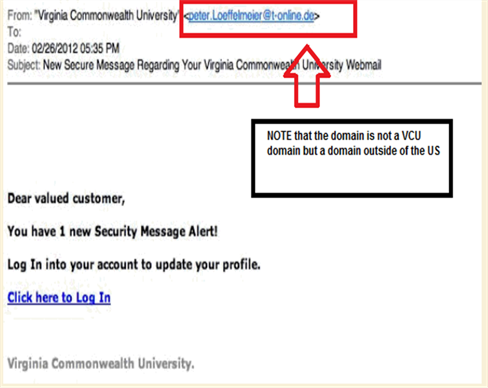 From: "Virginia Commonwealth University" <peter.Loeffelmeier@t-online.de>
To:
Date: 02/26/2012 05:35 PM
Subject: New Secure Message Regarding Your Virginia Commonwealth University Webmail
NOTE that the domain is not a VCU
domain but a domain outside of the US
Dear valued customer,
You have 1 new Security Message Alert!
Log In into your account to update your profile.
Click here to Log In
Virginia Commonwealth University.